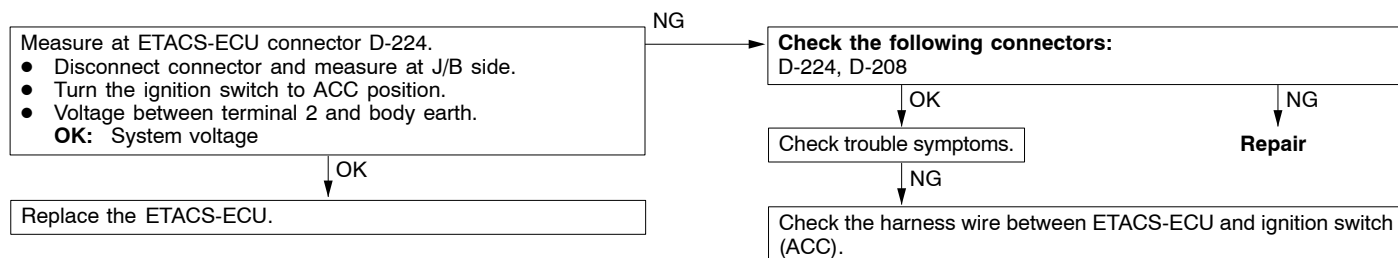 Measure at ETACS-ECU connector D-224.
● Disconnect connector and measure at J/B side.
● Turn the ignition switch to ACC position.
● Voltage between terminal 2 and body earth.
OK: System voltage
NG
Check the following connectors:
D-224, D-208
OK
Replace the ETACS-ECU.
OK
NG
Check trouble symptoms.
Repair
NG
Check the harness wire between ETACS-ECU and ignition switch
(ACC).